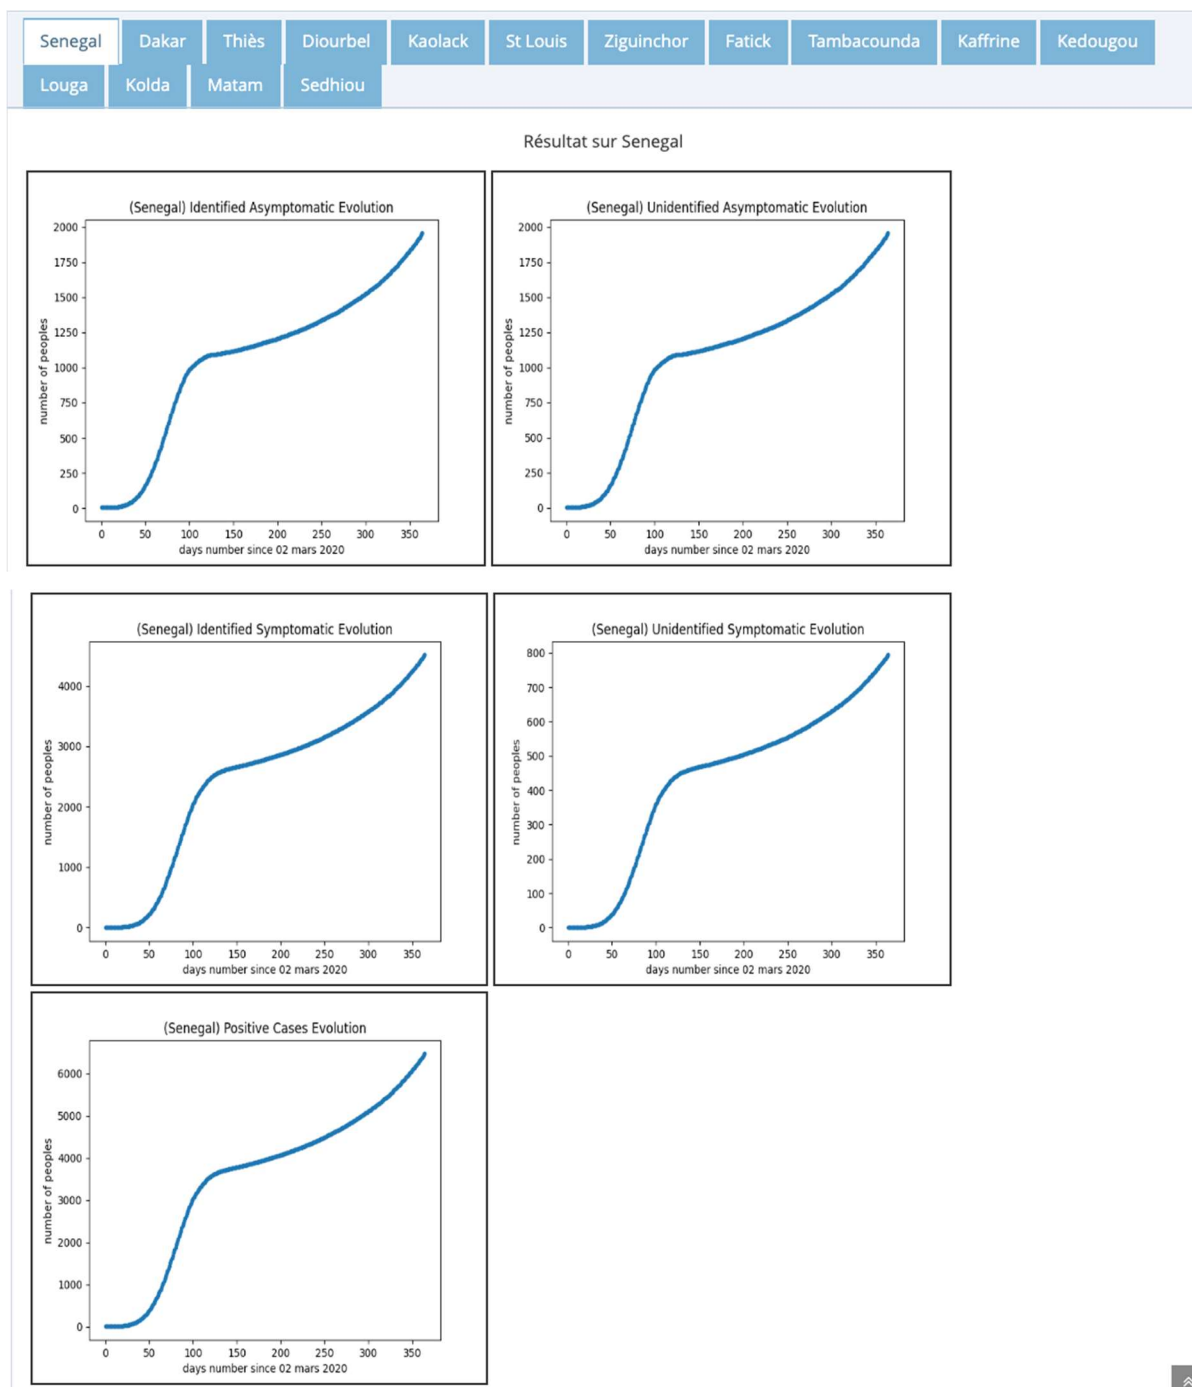 Senegal Dakar Thiès Diourbel Kaolack St Louis Ziguinchor Fatick Tambacounda Kaffrine Kedougou
Louga Kolda Matam Sedhiou
Résultat sur Senegal
(Senegal) Identified Asymptomatic Evolution
2000
1750
1500
1250
1000
750
500
250
0
number of peoples
0 50 100 150 200 250 300 350
days number since 02 mars 2020
(Senegal) Unidentified Asymptomatic Evolution
2000
1750
1500
1250
1000
750
500
250
0
number of peoples
0 50 100 150 200 250 300 350
days number since 02 mars 2020
(Senegal) Identified Symptomatic Evolution
4000
3000
2000
1000
0
number of peoples
0 50 100 150 200 250 300 350
days number since 02 mars 2020
(Senegal) Unidentified Symptomatic Evolution
800
700
600
500
400
300
200
100
0
number of peoples
0 50 100 150 200 250 300 350
days number since 02 mars 2020
(Senegal) Positive Cases Evolution
6000
5000
4000
3000
2000
1000
0
number of peoples
0 50 100 150 200 250 300 350
days number since 02 mars 2020